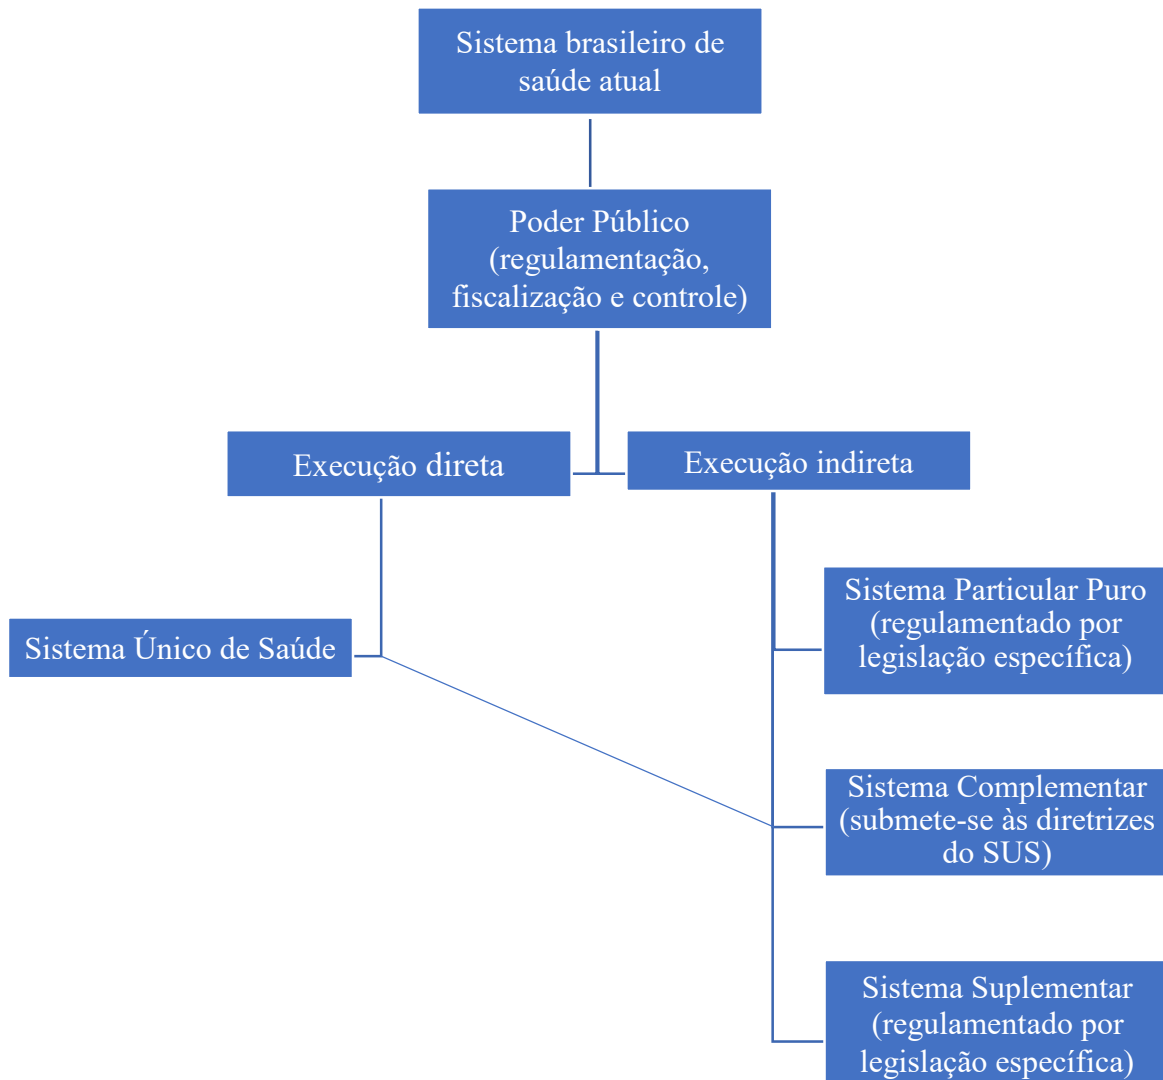 Sistema brasileiro de
saúde atual
Poder Público
(regulamentação,
fiscalização e controle)
Execução direta
Execução indireta
Sistema Único de Saúde
Sistema Particular Puro
(regulamentado por
legislação específica)
Sistema Complementar
(submete-se às diretrizes
do SUS)
Sistema Suplementar
(regulamentado por
legislação específica)